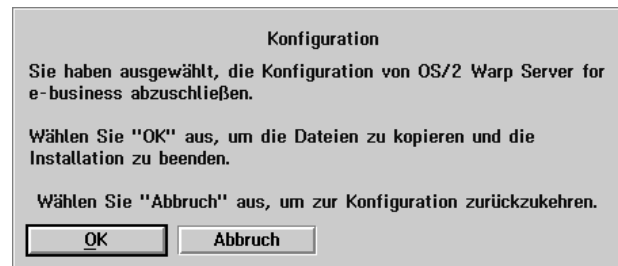 Konfiguration
Sie haben ausgewählt, die Konfiguration von OS/2 Warp Server for
e-business abzuschließen.
Wählen Sie "OK" aus, um die Dateien zu kopieren und die
Installation zu beenden.
Wählen Sie "Abbruch" aus, um zur Konfiguration zurückzukehren.
OK Abbruch